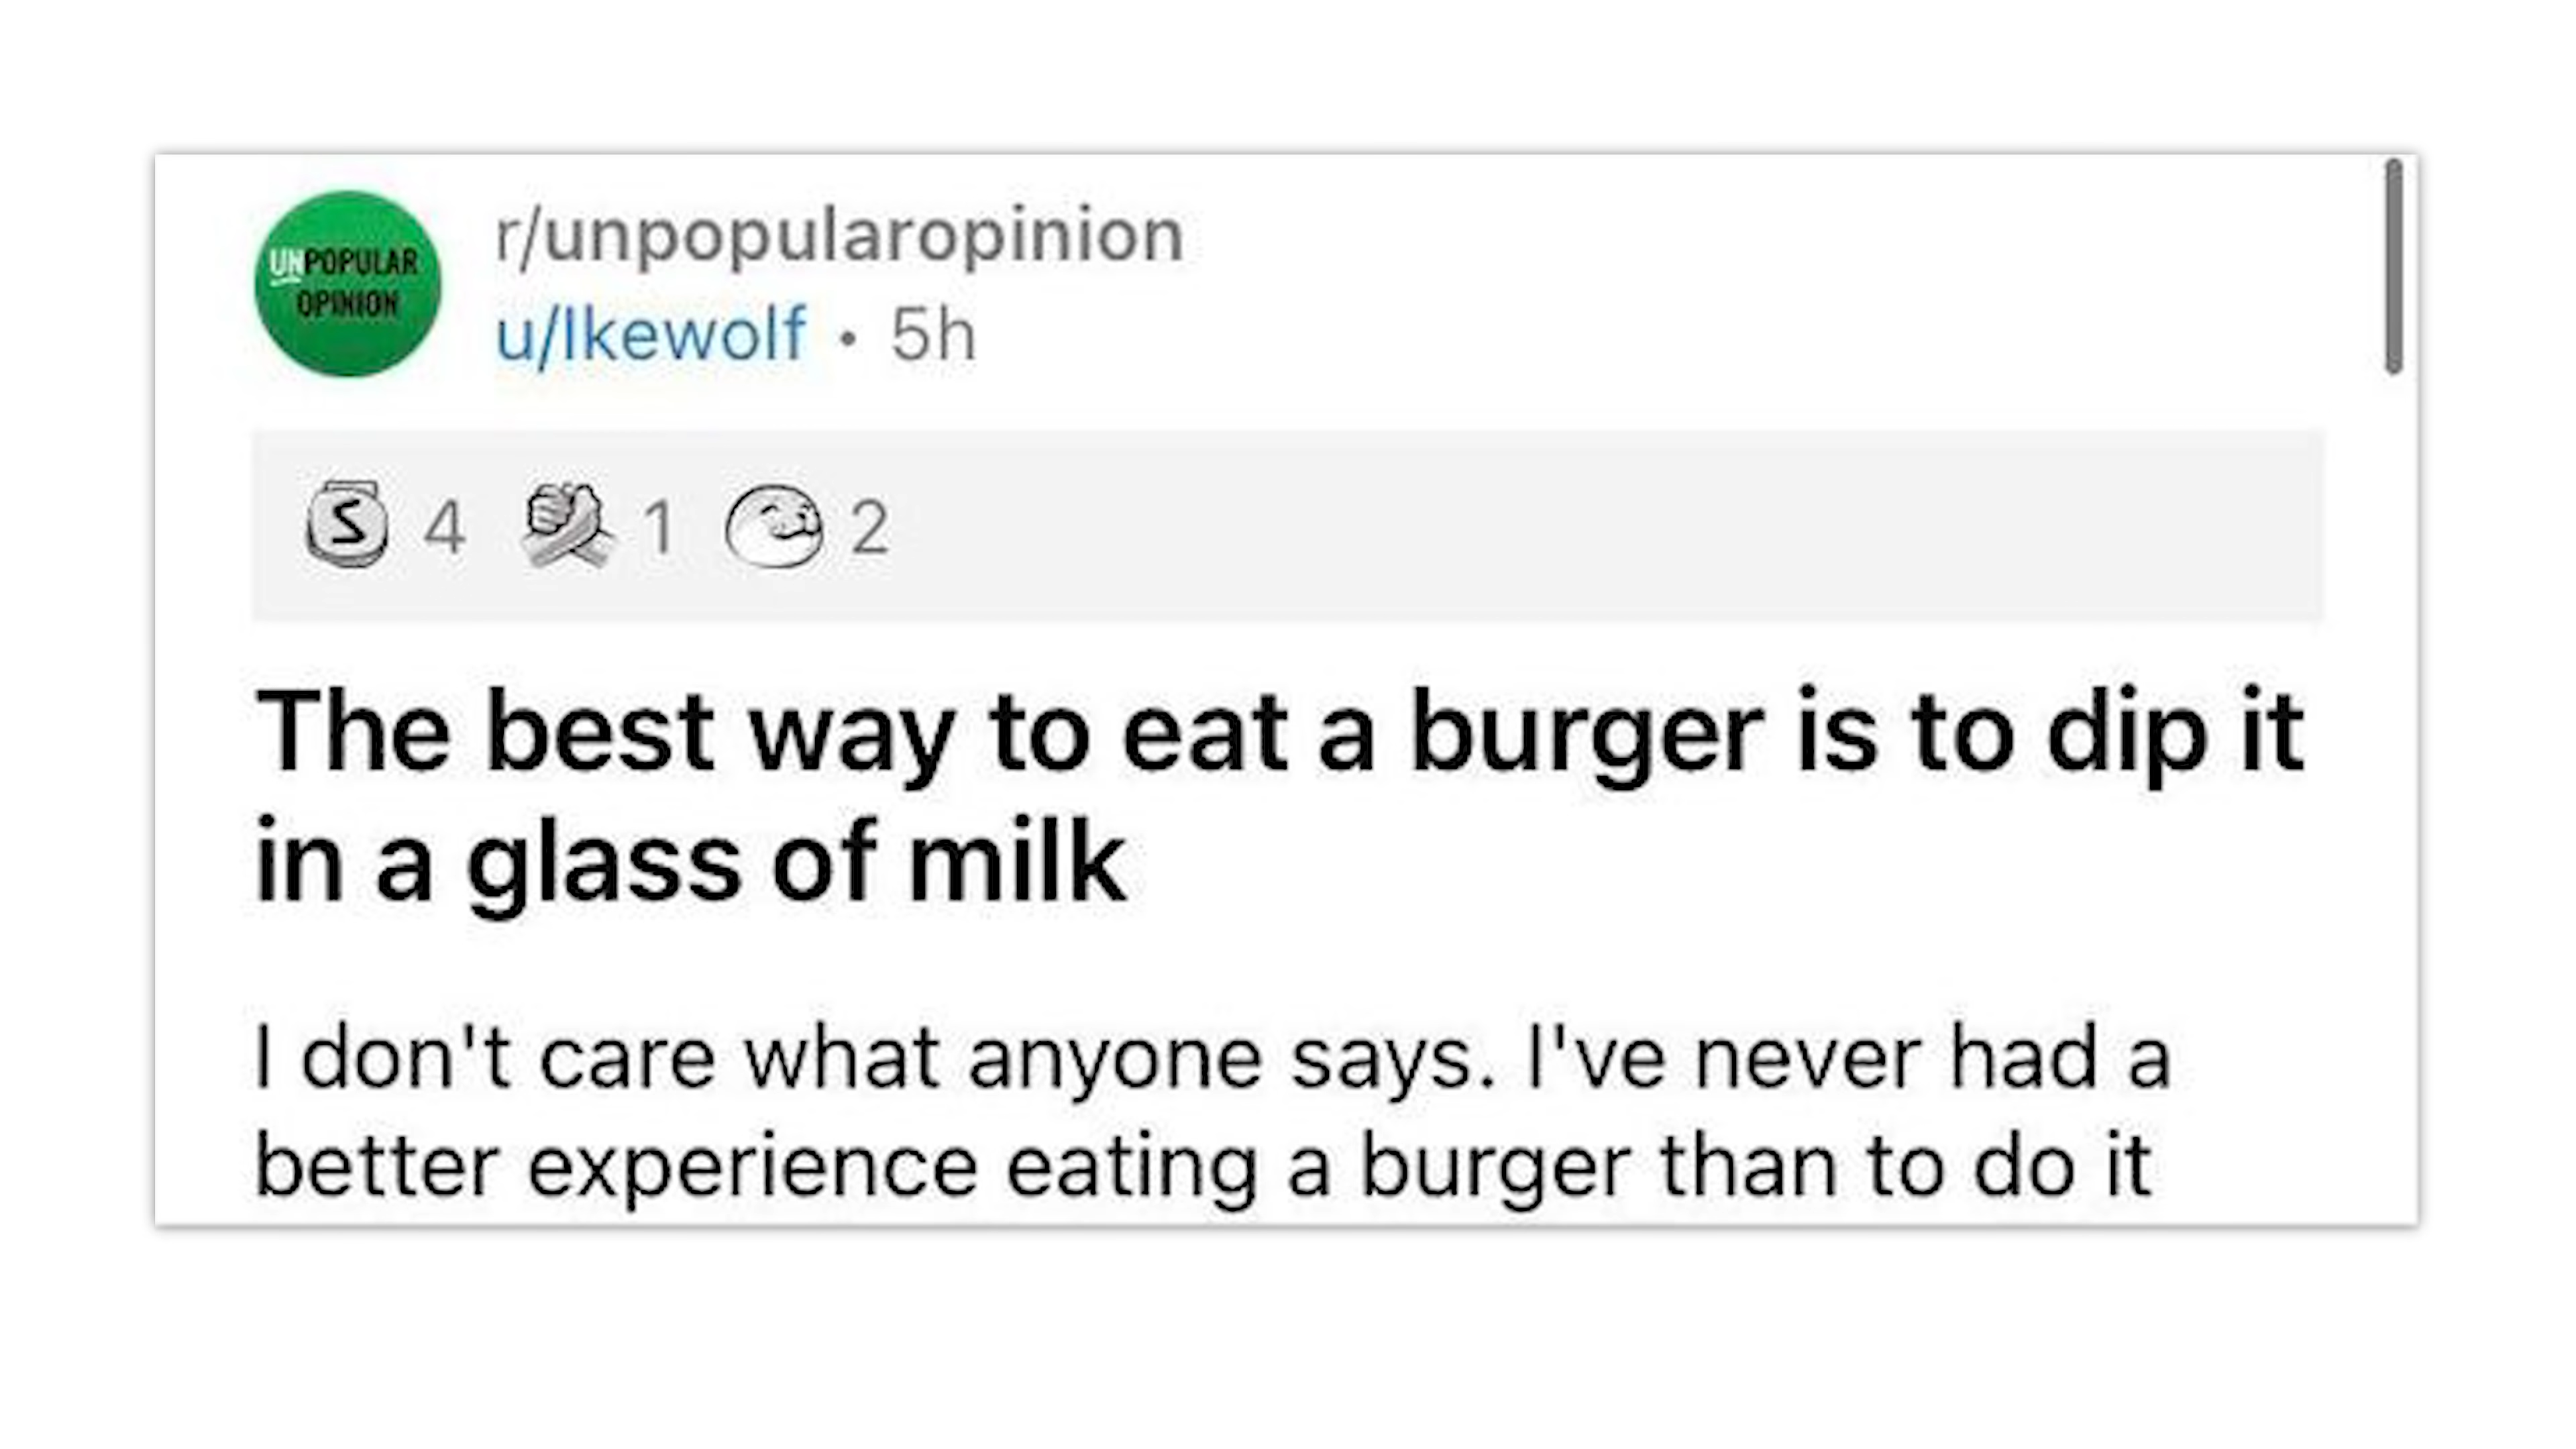 UNPOPULAR
OPINION
r/unpopularopinion
u/Ikewolf • 5h
S 4 1 2
The best way to eat a burger is to dip it
in a glass of milk
I don't care what anyone says. I've never had a
better experience eating a burger than to do it